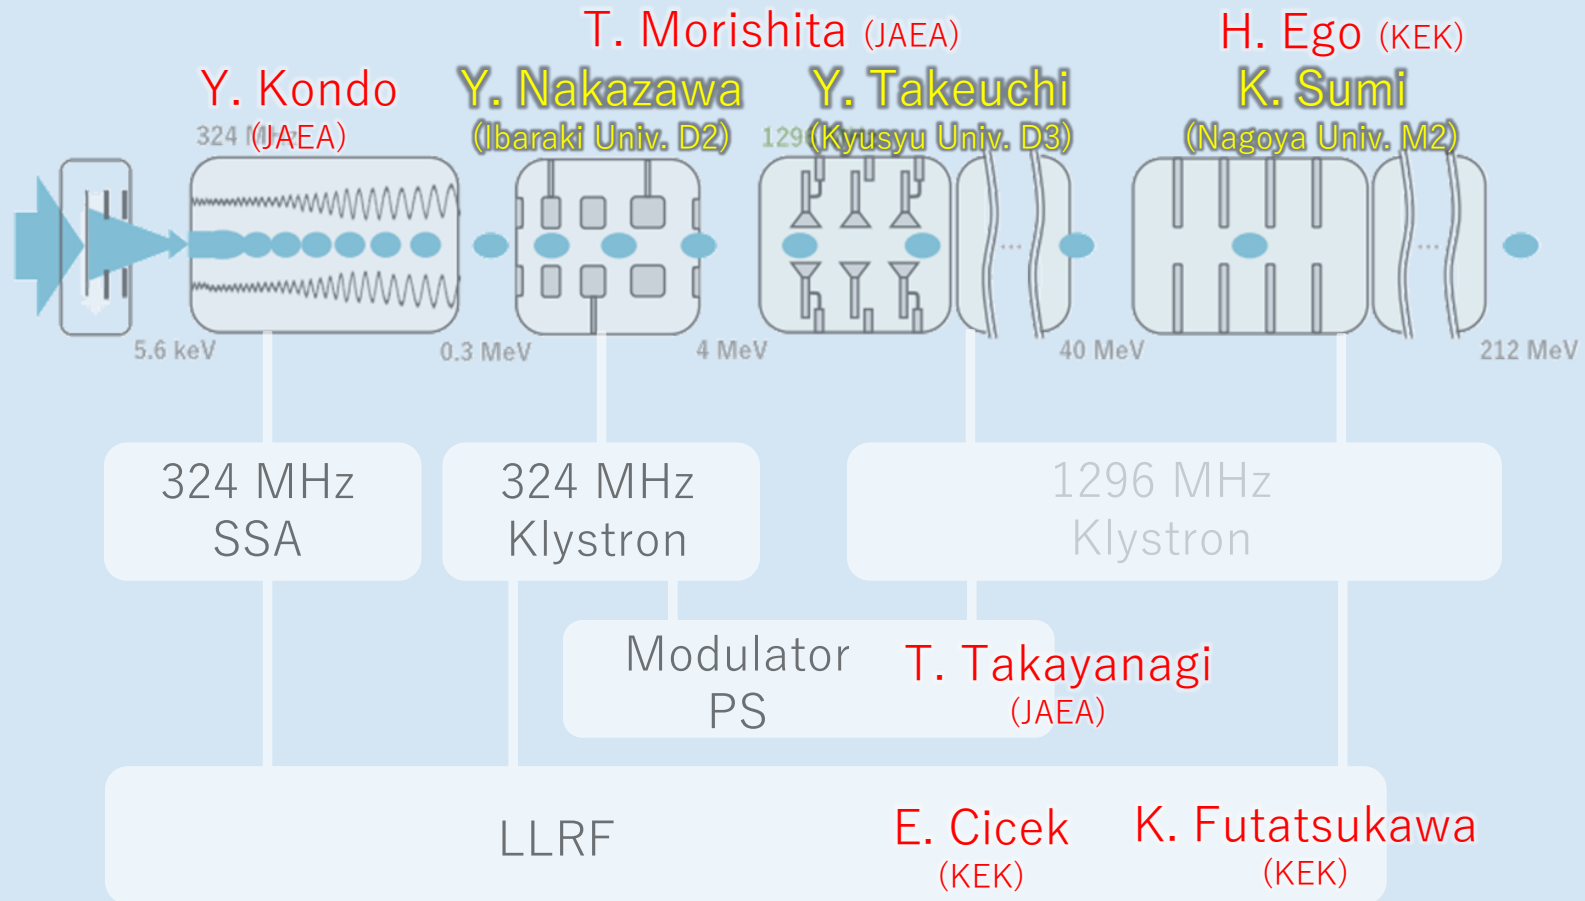 T. Morishita (JAEA)
H. Ego (KEK)
Y. Kondo
Y. Nakazawa
Y. Takeuchi
K. Sumi
(JAEA)
(Ibaraki Univ. D2)
(Kyusyu Univ. D3)
(Nagoya Univ. M2)
324 MHz
5.6 keV
0.3 MeV
4 MeV
40 MeV
212 MeV
...
...
324 MHz
SSA
324 MHz
Klystron
1296 MHz
Klystron
Modulator
PS
T. Takayanagi
(JAEA)
LLRF
E. Cicek
(KEK)
K. Futatsukawa
(KEK)